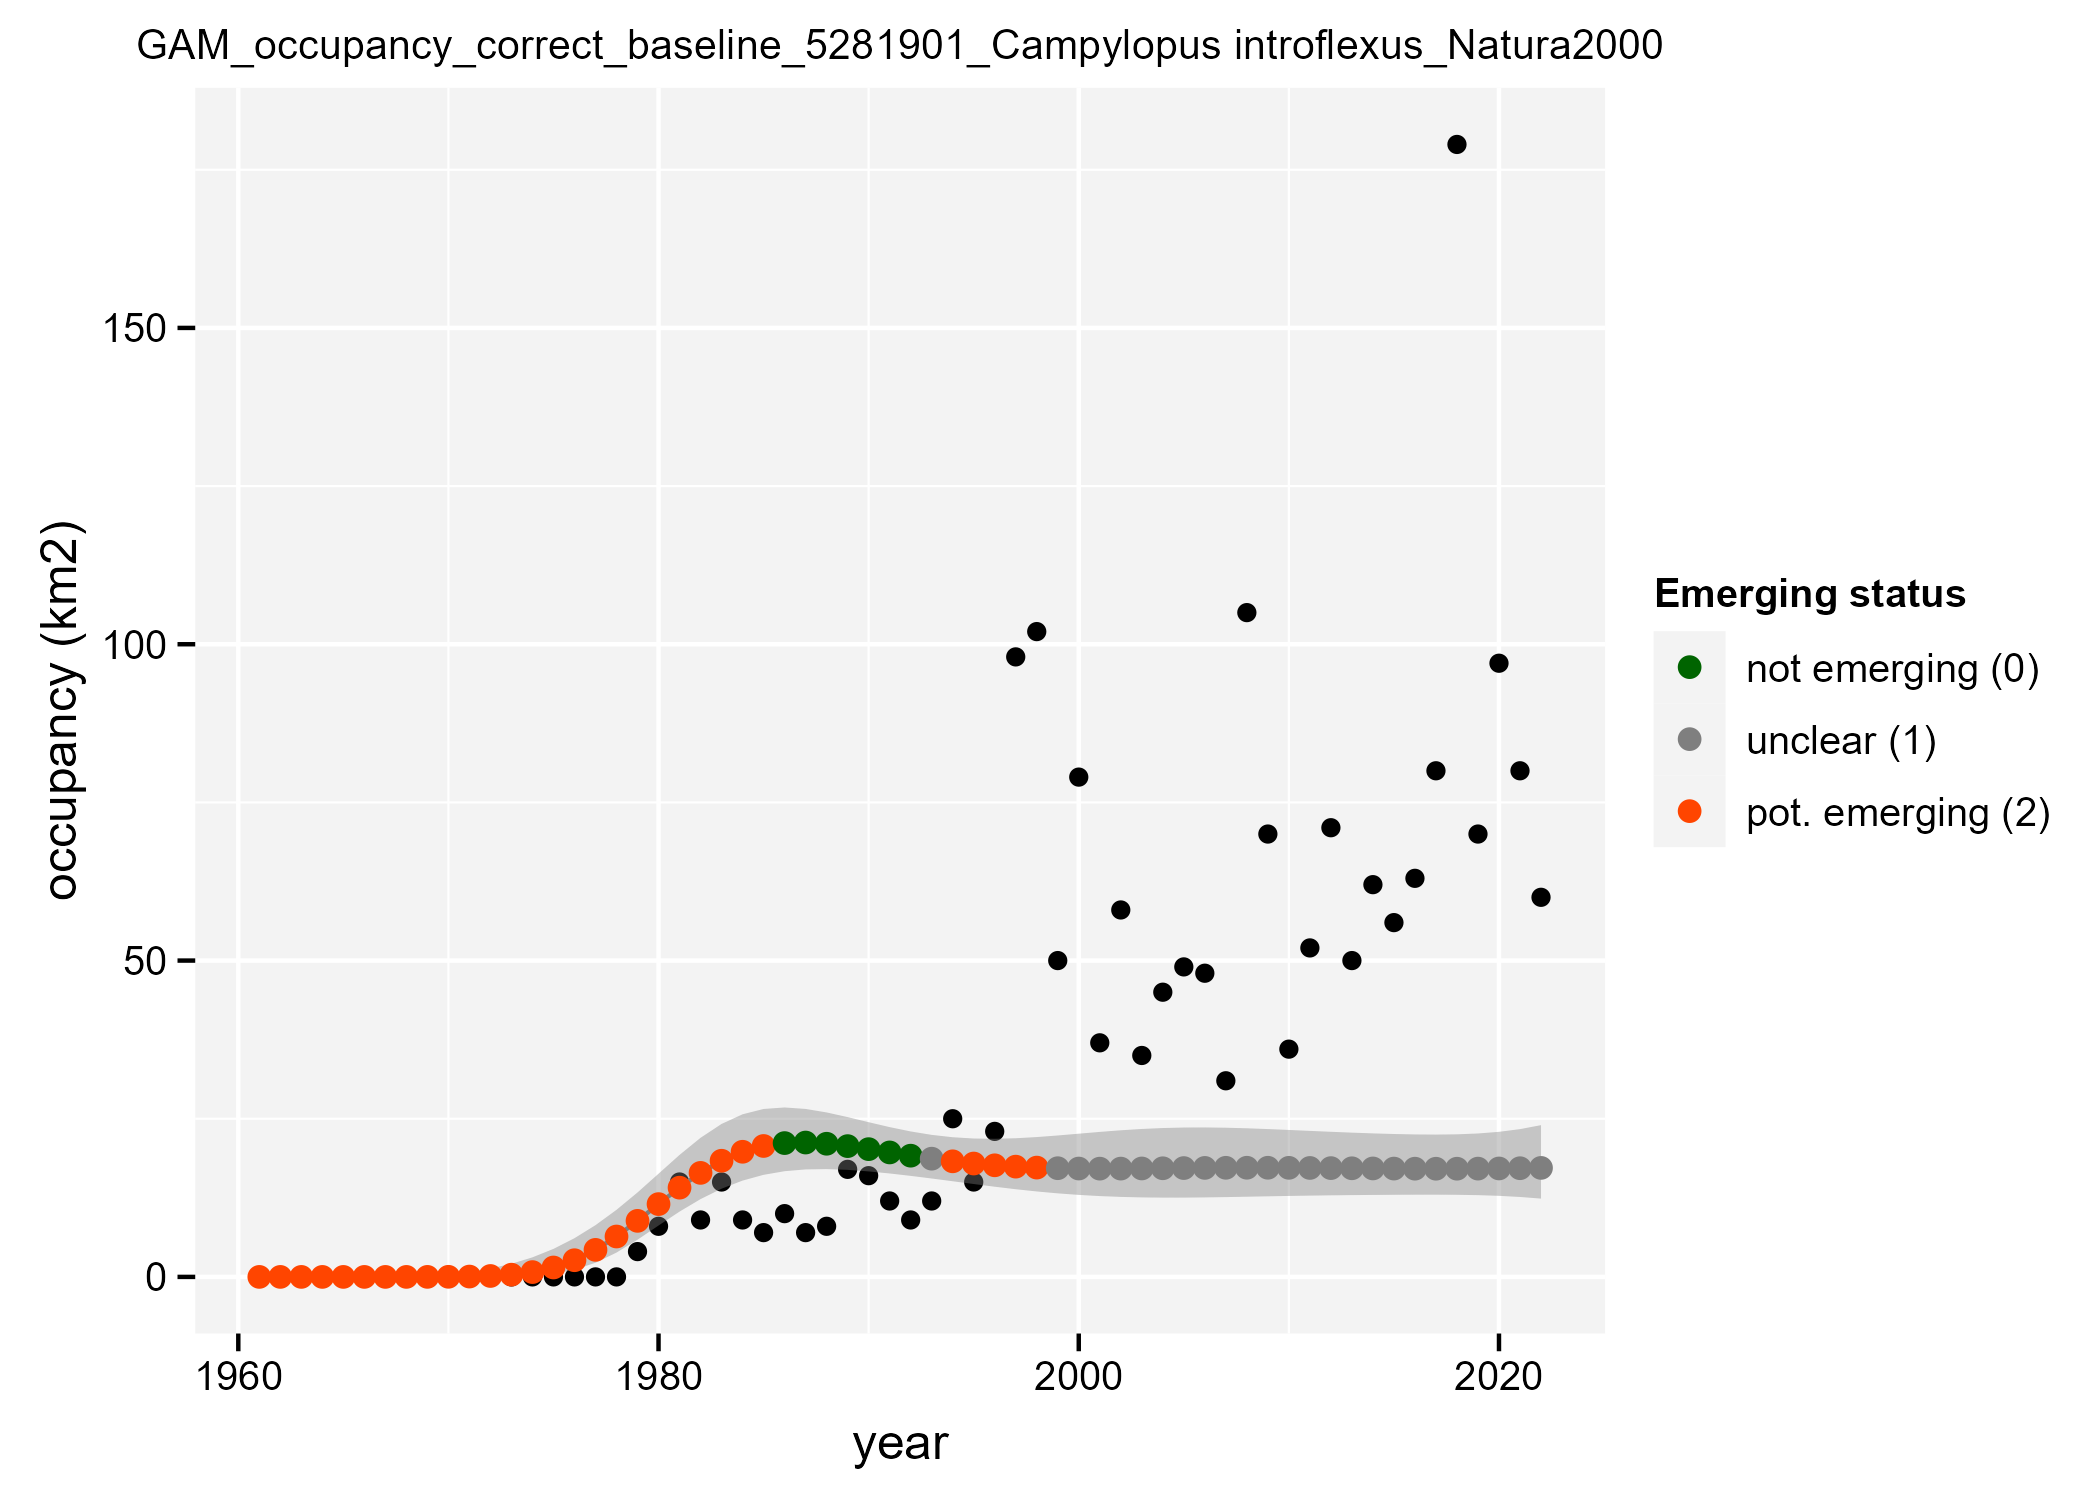 GAM_occupancy_correct_baseline_5281901_Campylopus introflexus_Natura2000
occupancy (km2)
150
100
50
0
1960
1980
2000
2020
year
Emerging status
not emerging (0)
unclear (1)
pot. emerging (2)